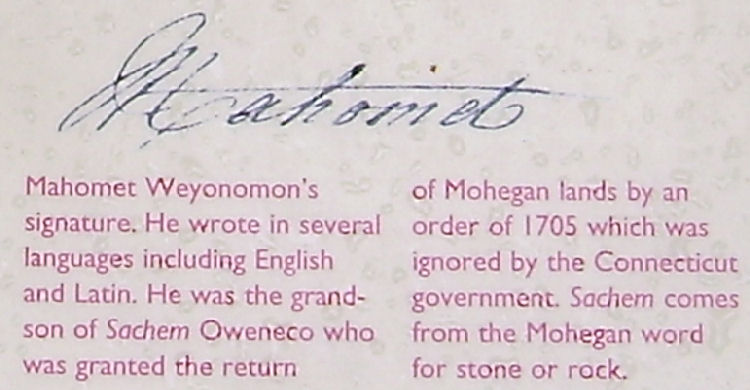 Mahomet
Mahomet Weyonomon's
signature. He wrote in several
languages including English
and Latin. He was the grand-
son of Sachem Oweneco who
was granted the return
of Mohegan lands by an
order of 1705 which was
ignored by the Connecticut
government. Sachem comes
from the Mohegan word
for stone or rock.